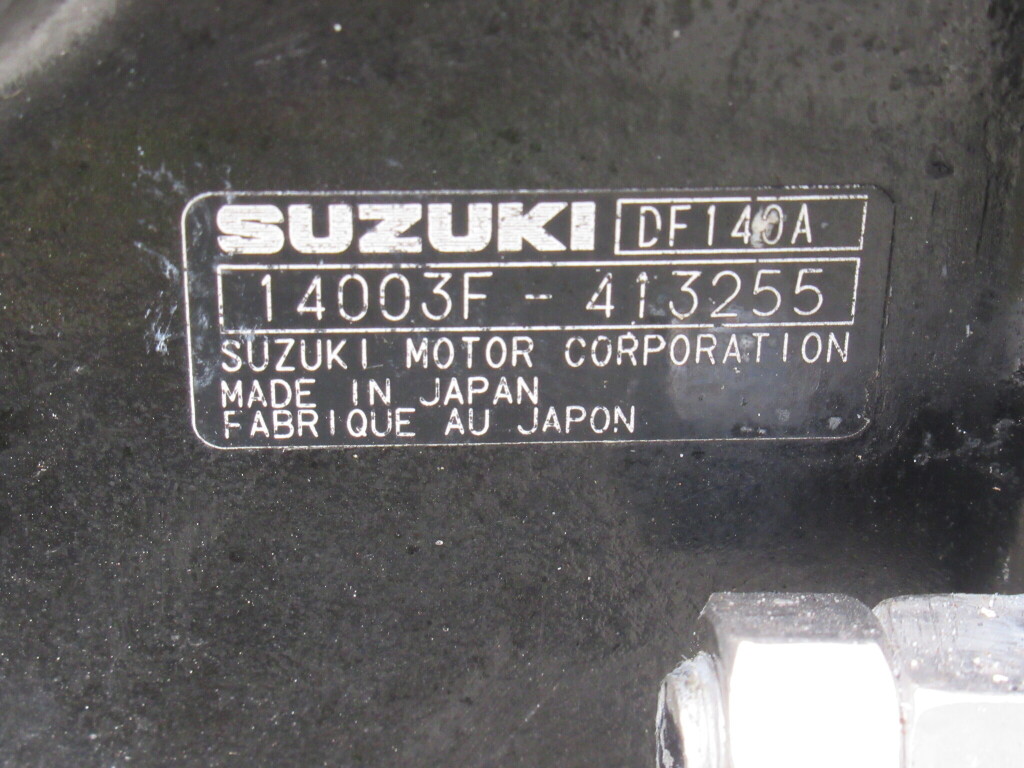 SUZUKI DF140A
14003F - 413255
SUZUKI MOTOR CORPORATION
MADE IN JAPAN
FABRIQUE AU JAPON